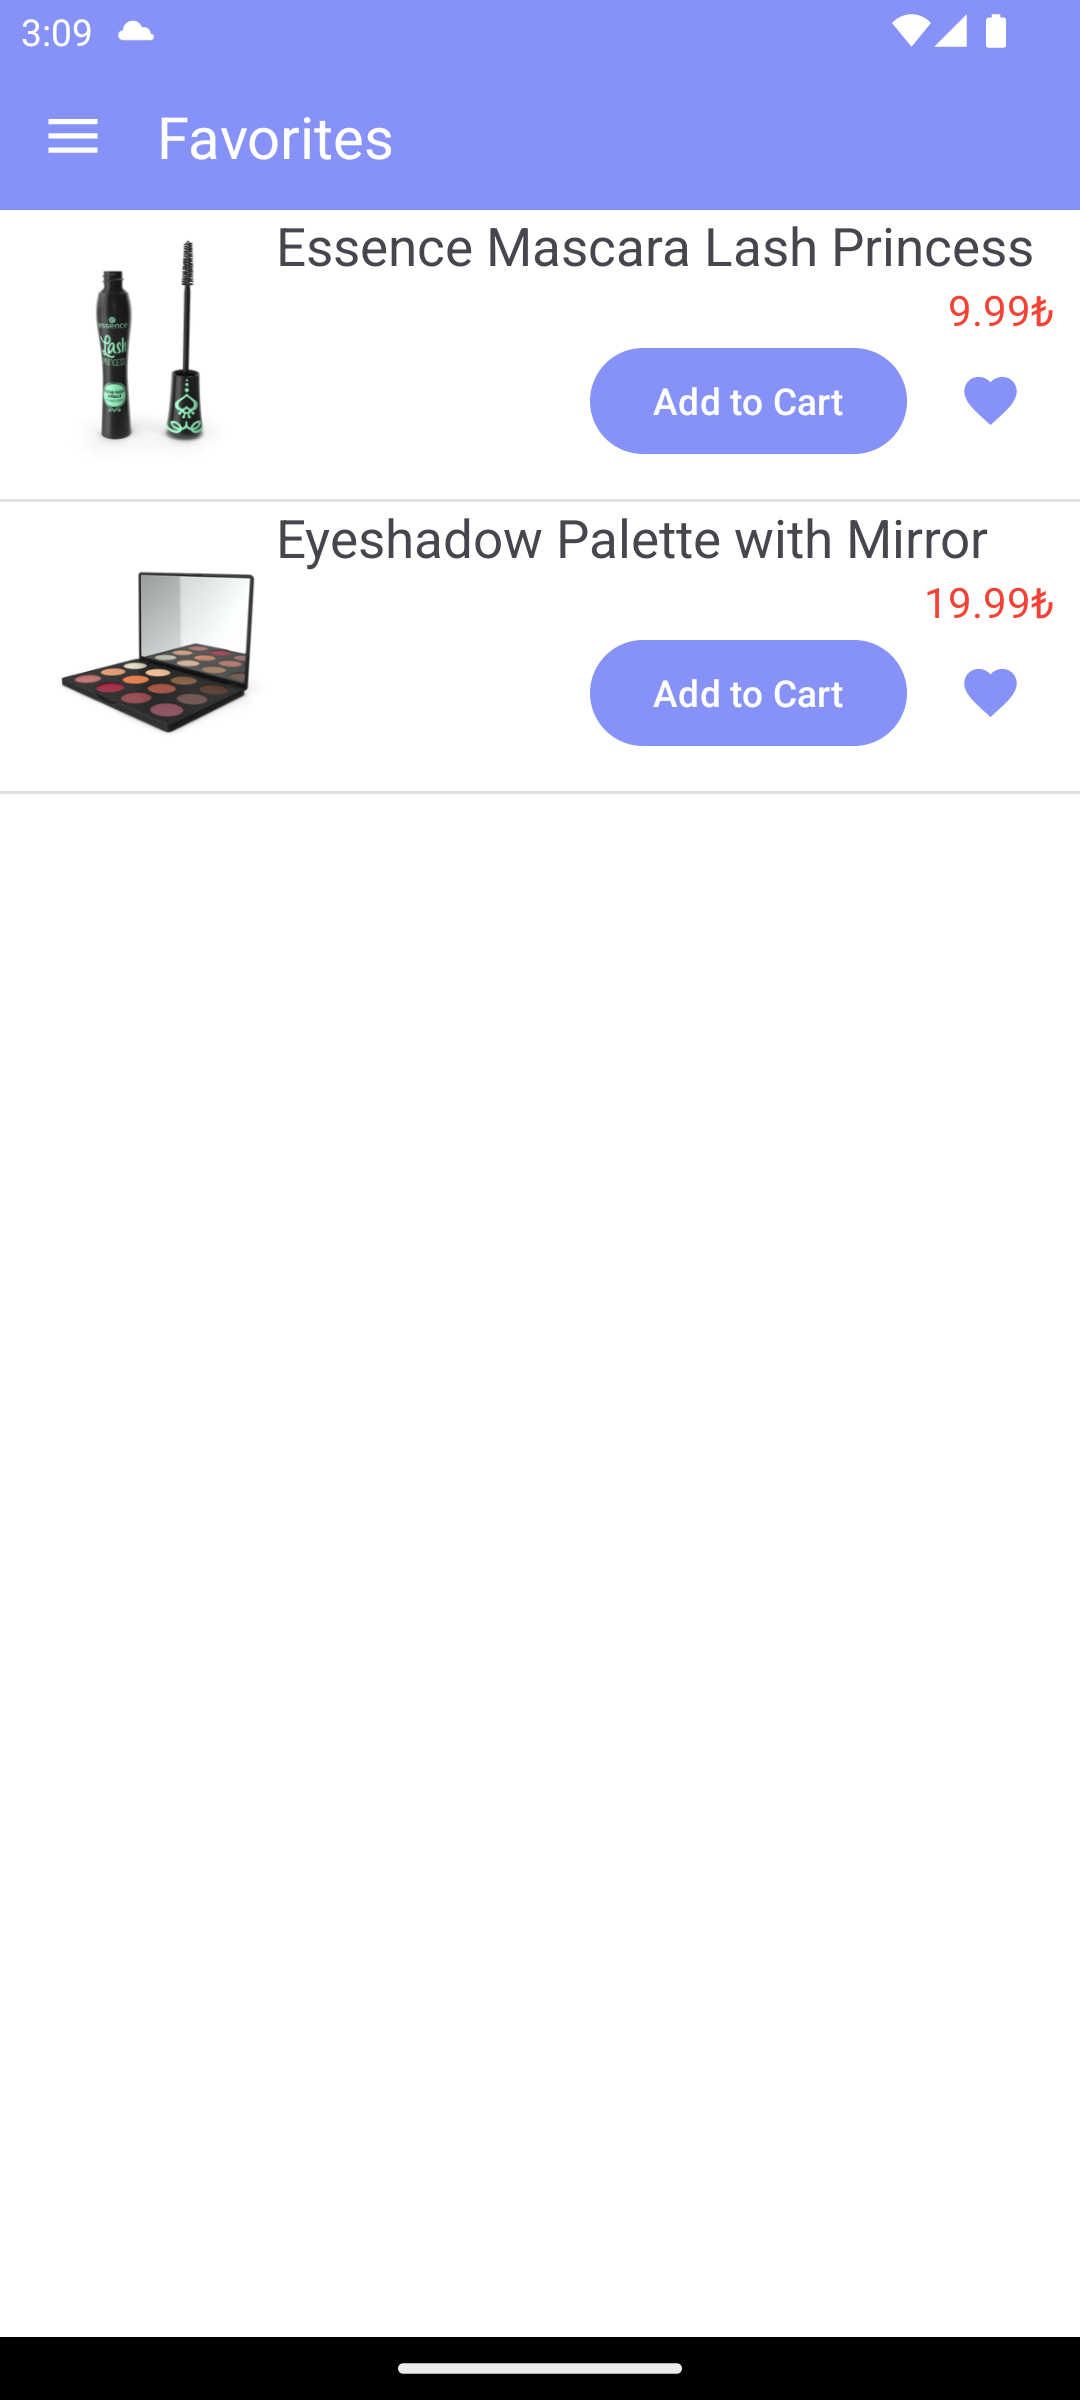 3:09
Favorites
Essence Mascara Lash Princess
9.99₺
essence
Lash
PRINCESS
Add to Cart
Eyeshadow Palette with Mirror
19.99₺
Add to Cart